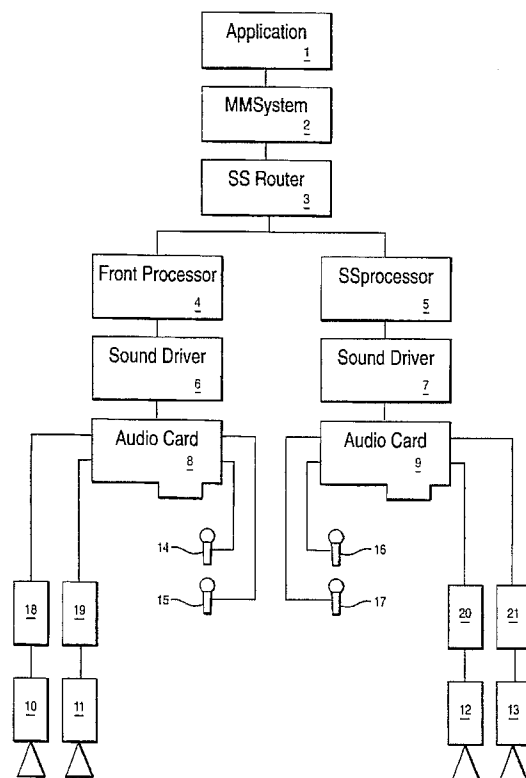 Application
1
MMSystem
2
SS Router
3
Front Processor
4
SSprocessor
5
Sound Driver
6
Sound Driver
7
Audio Card
8
Audio Card
9
14
15
16
17
18
19
20
21
10
11
12
13